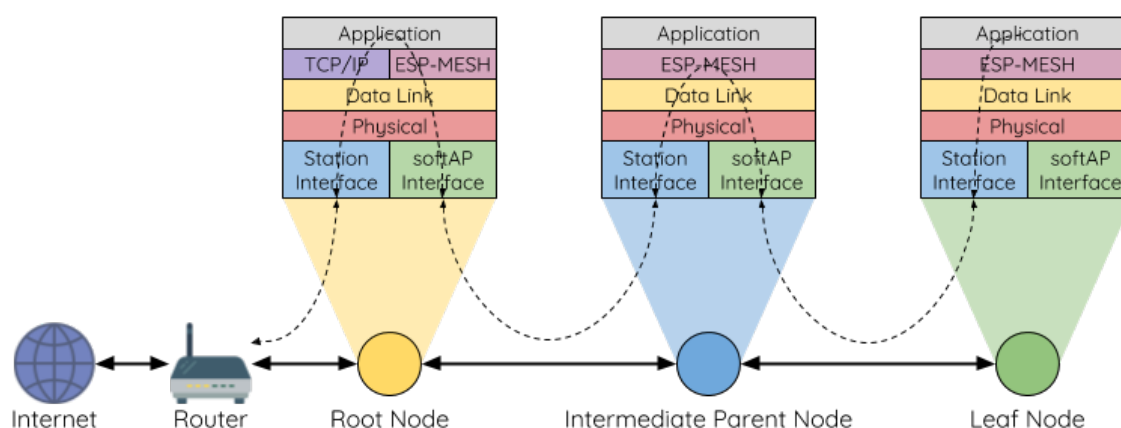 Application
TCP/IP
ESP-MESH
Data Link
Physical
Station
Interface
softAP
Interface
Application
ESP-MESH
Data Link
Physical
Station
Interface
softAP
Interface
Application
ESP-MESH
Data Link
Physical
Station
Interface
softAP
Interface
Internet
Router
Root Node
Intermediate Parent Node
Leaf Node